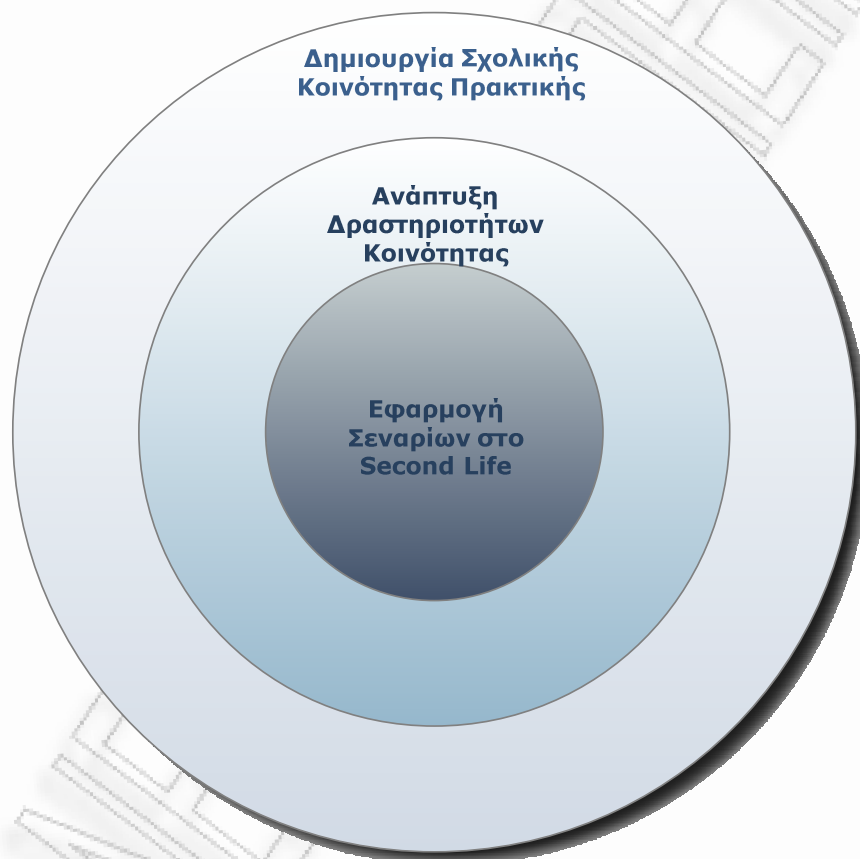 Δημιουργία Σχολικής
Κοινότητας Πρακτικής
Ανάπτυξη
Δραστηριοτήτων
Κοινότητας
Εφαρμογή
Σεναρίων στο
Second Life